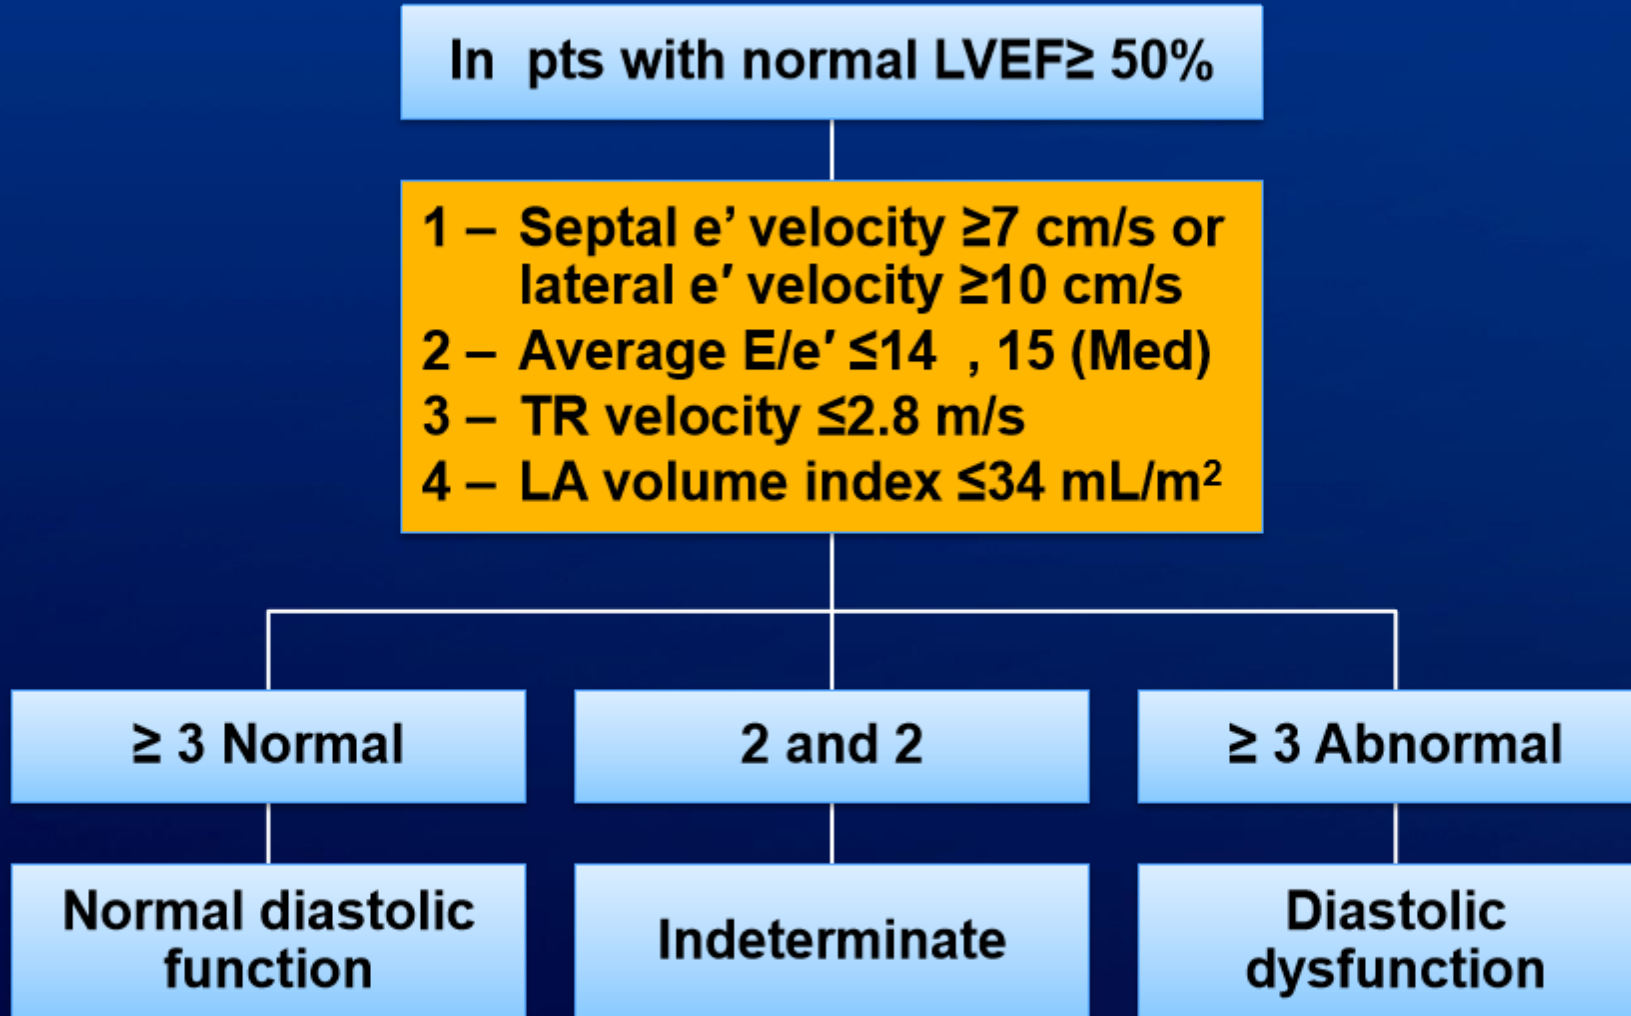 In pts with normal LVEF≥ 50%
1 – Septal e’ velocity ≥7 cm/s or
lateral e′ velocity ≥10 cm/s
2 – Average E/e′ ≤14 , 15 (Med)
3 – TR velocity ≤2.8 m/s
4 – LA volume index ≤34 mL/m²
≥ 3 Normal
2 and 2
≥ 3 Abnormal
Normal diastolic
function
Indeterminate
Diastolic
dysfunction